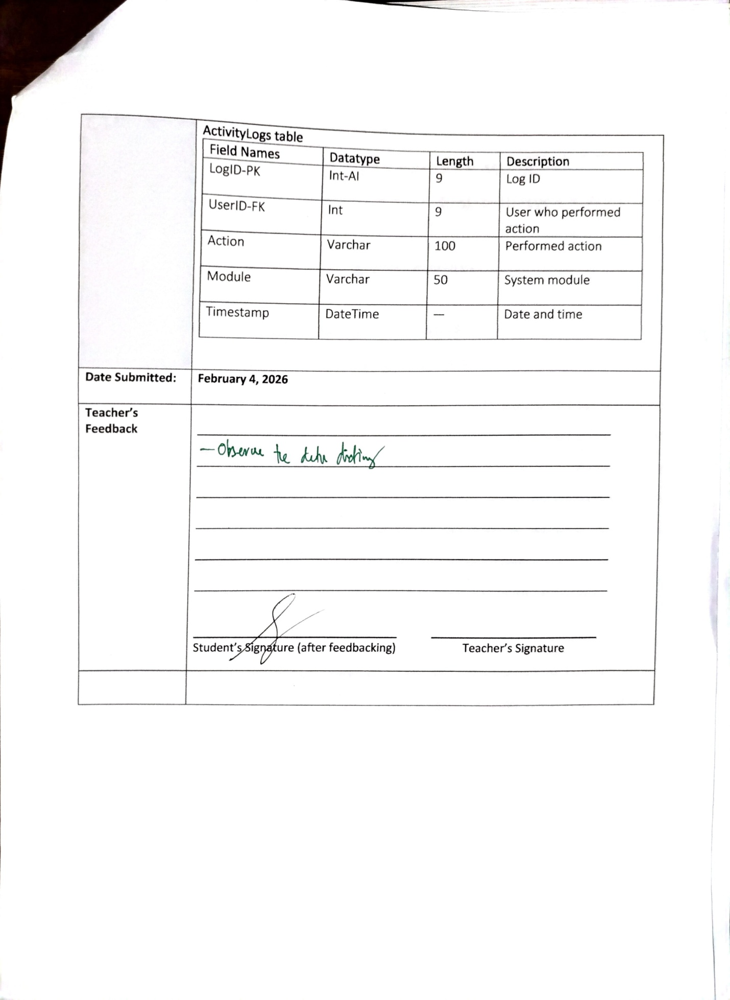 ActivityLogs table
Field Names Datatype Length Description
LogID-PK Int-AI 9 Log ID
UserID-FK Int 9 User who performed
action
Action Varchar 100 Performed action
Module Varchar 50 System module
Timestamp DateTime — Date and time
Date Submitted: February 4, 2026
Teacher's
Feedback
— Observe the data
Student's Signature (after feedbacking) Teacher's Signature